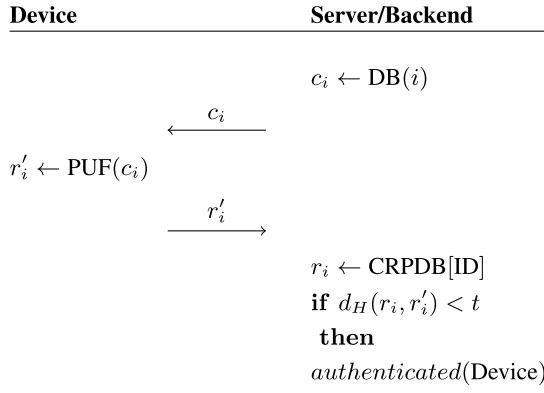 Device Server/Backend
c_i ← DB(i)
c_i
r'_i ← PUF(c_i)
r'_i
r_i ← CRPDB[ID]
if d_H(r_i, r'_i) < t
then
authenticated(Device)